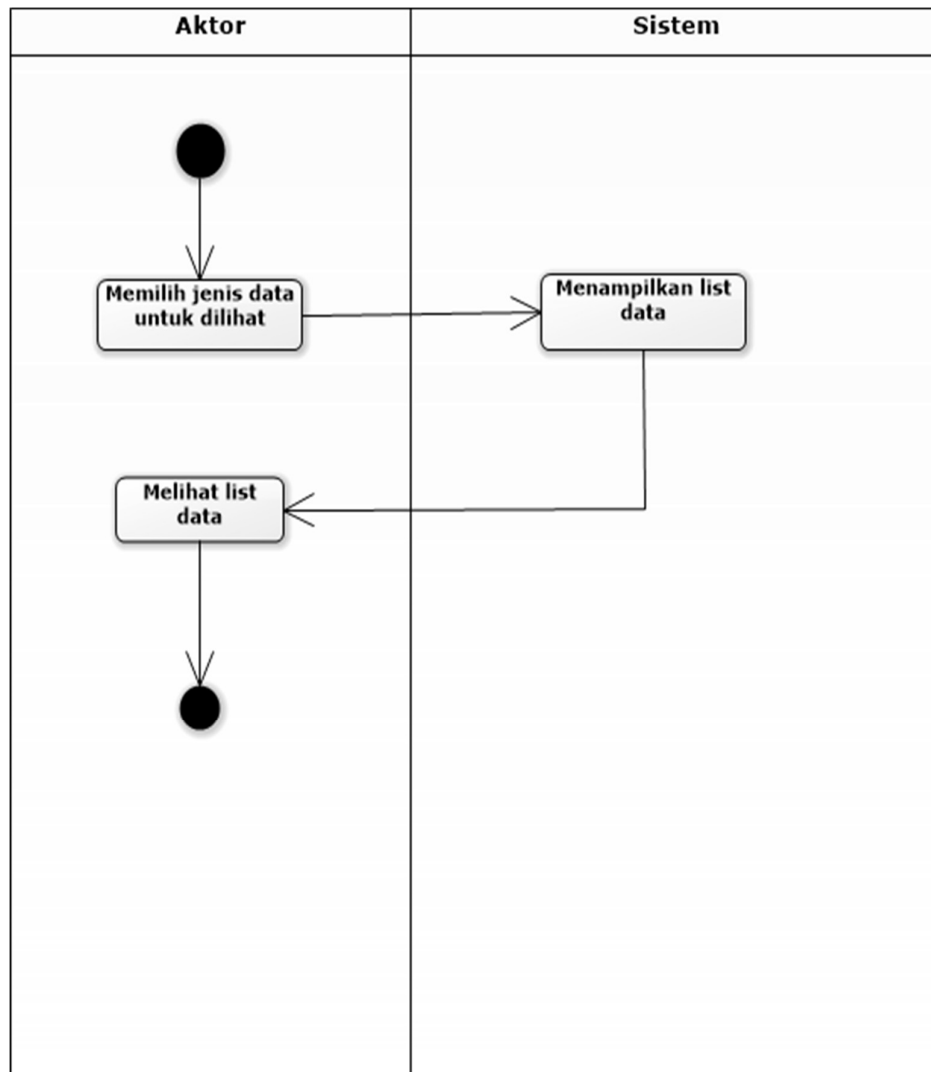 Aktor
Sistem
Memilih jenis data
untuk dilihat
Menampilkan list
data
Melihat list
data